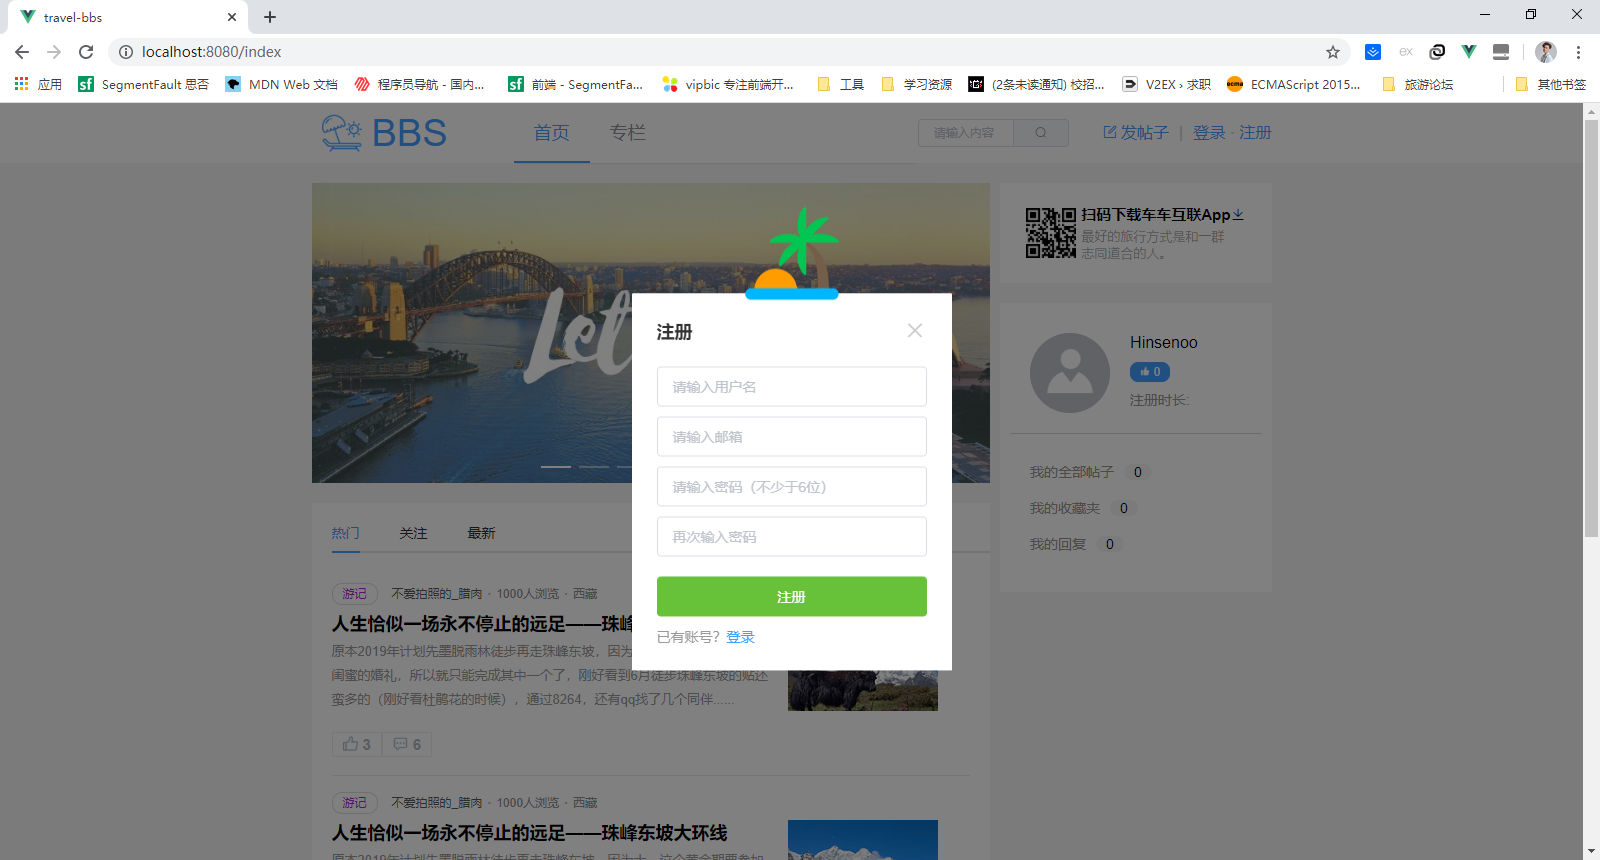 travel-bbs
localhost:8080/index
ex
应用
SegmentFault 思否
MDN Web 文档
程序员导航 - 国内...
前端 - SegmentFa...
vipbic 专注前端开...
工具
学习资源
(2条未读通知) 校招...
V2EX › 求职
ECMAScript 2015...
旅游论坛
其他书签
BBS
首页
专栏
请输入内容
发帖子 | 登录 - 注册
Let
扫码下载车车互联App
最好的旅行方式是和一群
志同道合的人。
Hinsenoo
0
注册时长:
我的全部帖子 0
我的收藏夹 0
我的回复 0
注册
请输入用户名
请输入邮箱
请输入密码（不少于6位）
再次输入密码
注册
已有账号？登录
热门 关注 最新
游记 不爱拍照的_腊肉 · 1000人浏览 · 西藏
人生恰似一场永不停止的远足——珠峰
原本2019年计划先墨脱雨林徒步再走珠峰东坡，因为
闺蜜的婚礼，所以就只能完成其中一个了，刚好看到6月徒步珠峰东坡的贴还
蛮多的（刚好看杜鹃花的时候），通过8264，还有qq找了几个同伴......
3 6
游记 不爱拍照的_腊肉 · 1000人浏览 · 西藏
人生恰似一场永不停止的远足——珠峰东坡大环线